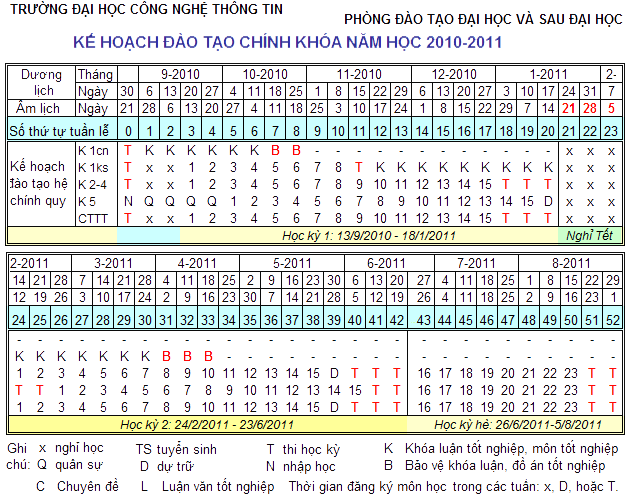 TRƯỜNG ĐẠI HỌC CÔNG NGHỆ THÔNG TIN
PHÒNG ĐÀO TẠO ĐẠI HỌC VÀ SAU ĐẠI HỌC
KẾ HOẠCH ĐÀO TẠO CHÍNH KHÓA NĂM HỌC 2010-2011
Dương lịch Tháng 9-2010 10-2010 11-2010 12-2010 1-2011 2-
Ngày 30 6 13 20 27 4 11 18 25 1 8 15 22 29 6 13 20 27 3 10 17 24 31 7
Âm lịch Ngày 21 28 6 13 20 27 4 11 18 25 3 10 17 24 1 8 15 22 29 7 14 21 28 5
Số thứ tự tuần lễ 0 1 2 3 4 5 6 7 8 9 10 11 12 13 14 15 16 17 18 19 20 21 22 23
Kế hoạch đào tạo hệ chính quy
K 1cn T K K K K K K B B - - - - - - - - - - - - x x x
K 1ks T x x 1 2 3 4 5 6 7 8 T K K K K K K K K K x x x
K 2-4 T x x 1 2 3 4 5 6 7 8 9 10 11 12 13 14 15 T T T x x x
K 5 N Q Q Q Q 1 2 3 4 5 6 7 8 9 10 11 12 13 14 15 D x x x
CTTT T x x 1 2 3 4 5 6 7 8 9 10 11 12 13 14 15 T T T x x x
Học kỳ 1: 13/9/2010 - 18/1/2011 Nghỉ Tết
2-2011 3-2011 4-2011 5-2011 6-2011 7-2011 8-2011
14 21 28 7 14 21 28 4 11 18 25 2 9 16 23 30 6 13 20 27 4 11 18 25 1 8 15 22 29
12 19 26 3 10 17 24 2 9 16 23 30 7 14 21 28 5 12 19 26 4 11 18 25 2 9 16 23 1
24 25 26 27 28 29 30 31 32 33 34 35 36 37 38 39 40 41 42 43 44 45 46 47 48 49 50 51 52
- - - - - - - - - - - - - - - - - - - - - - - - - - - - -
K K K K K K K B B B - - - - - - - - - - - - - - - - - - -
1 2 3 4 5 6 7 8 9 10 11 12 13 14 15 D T T T 16 17 18 19 20 21 22 23 T T
T T 1 2 3 4 5 6 7 8 9 10 11 12 13 14 15 T T 16 17 18 19 20 21 22 23 T T
1 2 3 4 5 6 7 8 9 10 11 12 13 14 15 D T T T 16 17 18 19 20 21 22 23 T T
Học kỳ 2: 24/2/2011 - 23/6/2011 Học kỳ hè: 26/6/2011-5/8/2011
Ghi chú: x nghỉ học TS tuyển sinh T thi học kỳ K Khóa luận tốt nghiệp, môn tốt nghiệp
Q quân sự D dự trữ N nhập học B Bảo vệ khóa luận, đồ án tốt nghiệp
C Chuyên đề L Luận văn tốt nghiệp Thời gian đăng ký môn học trong các tuần: x, D, hoặc T.